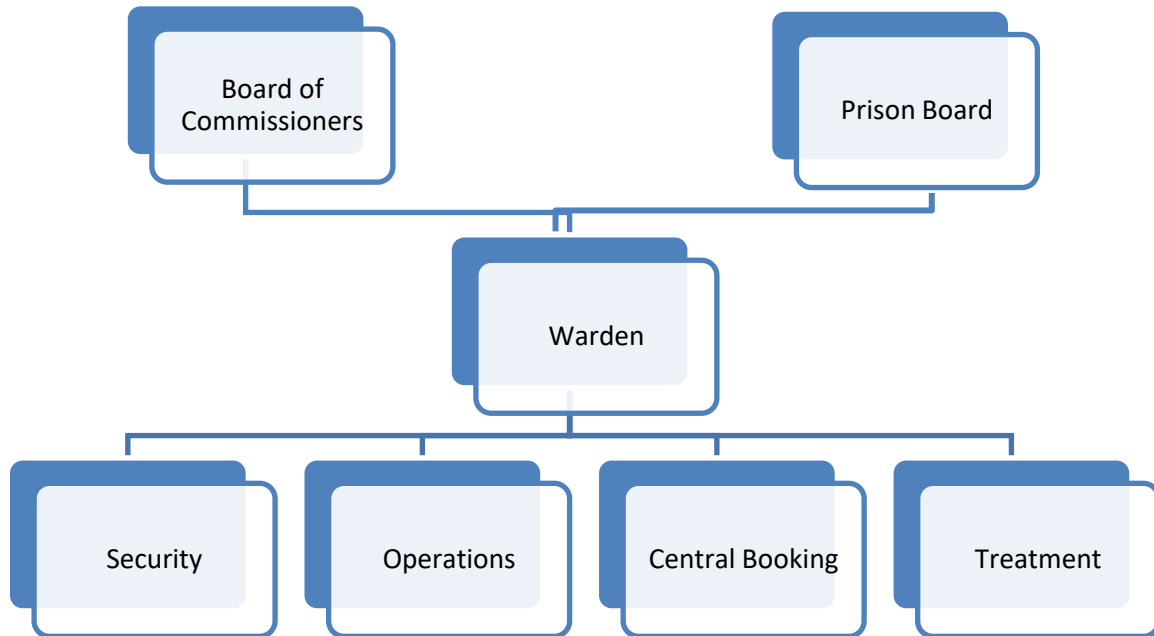 Board of
Commissioners
Prison Board
Warden
Security
Operations
Central Booking
Treatment